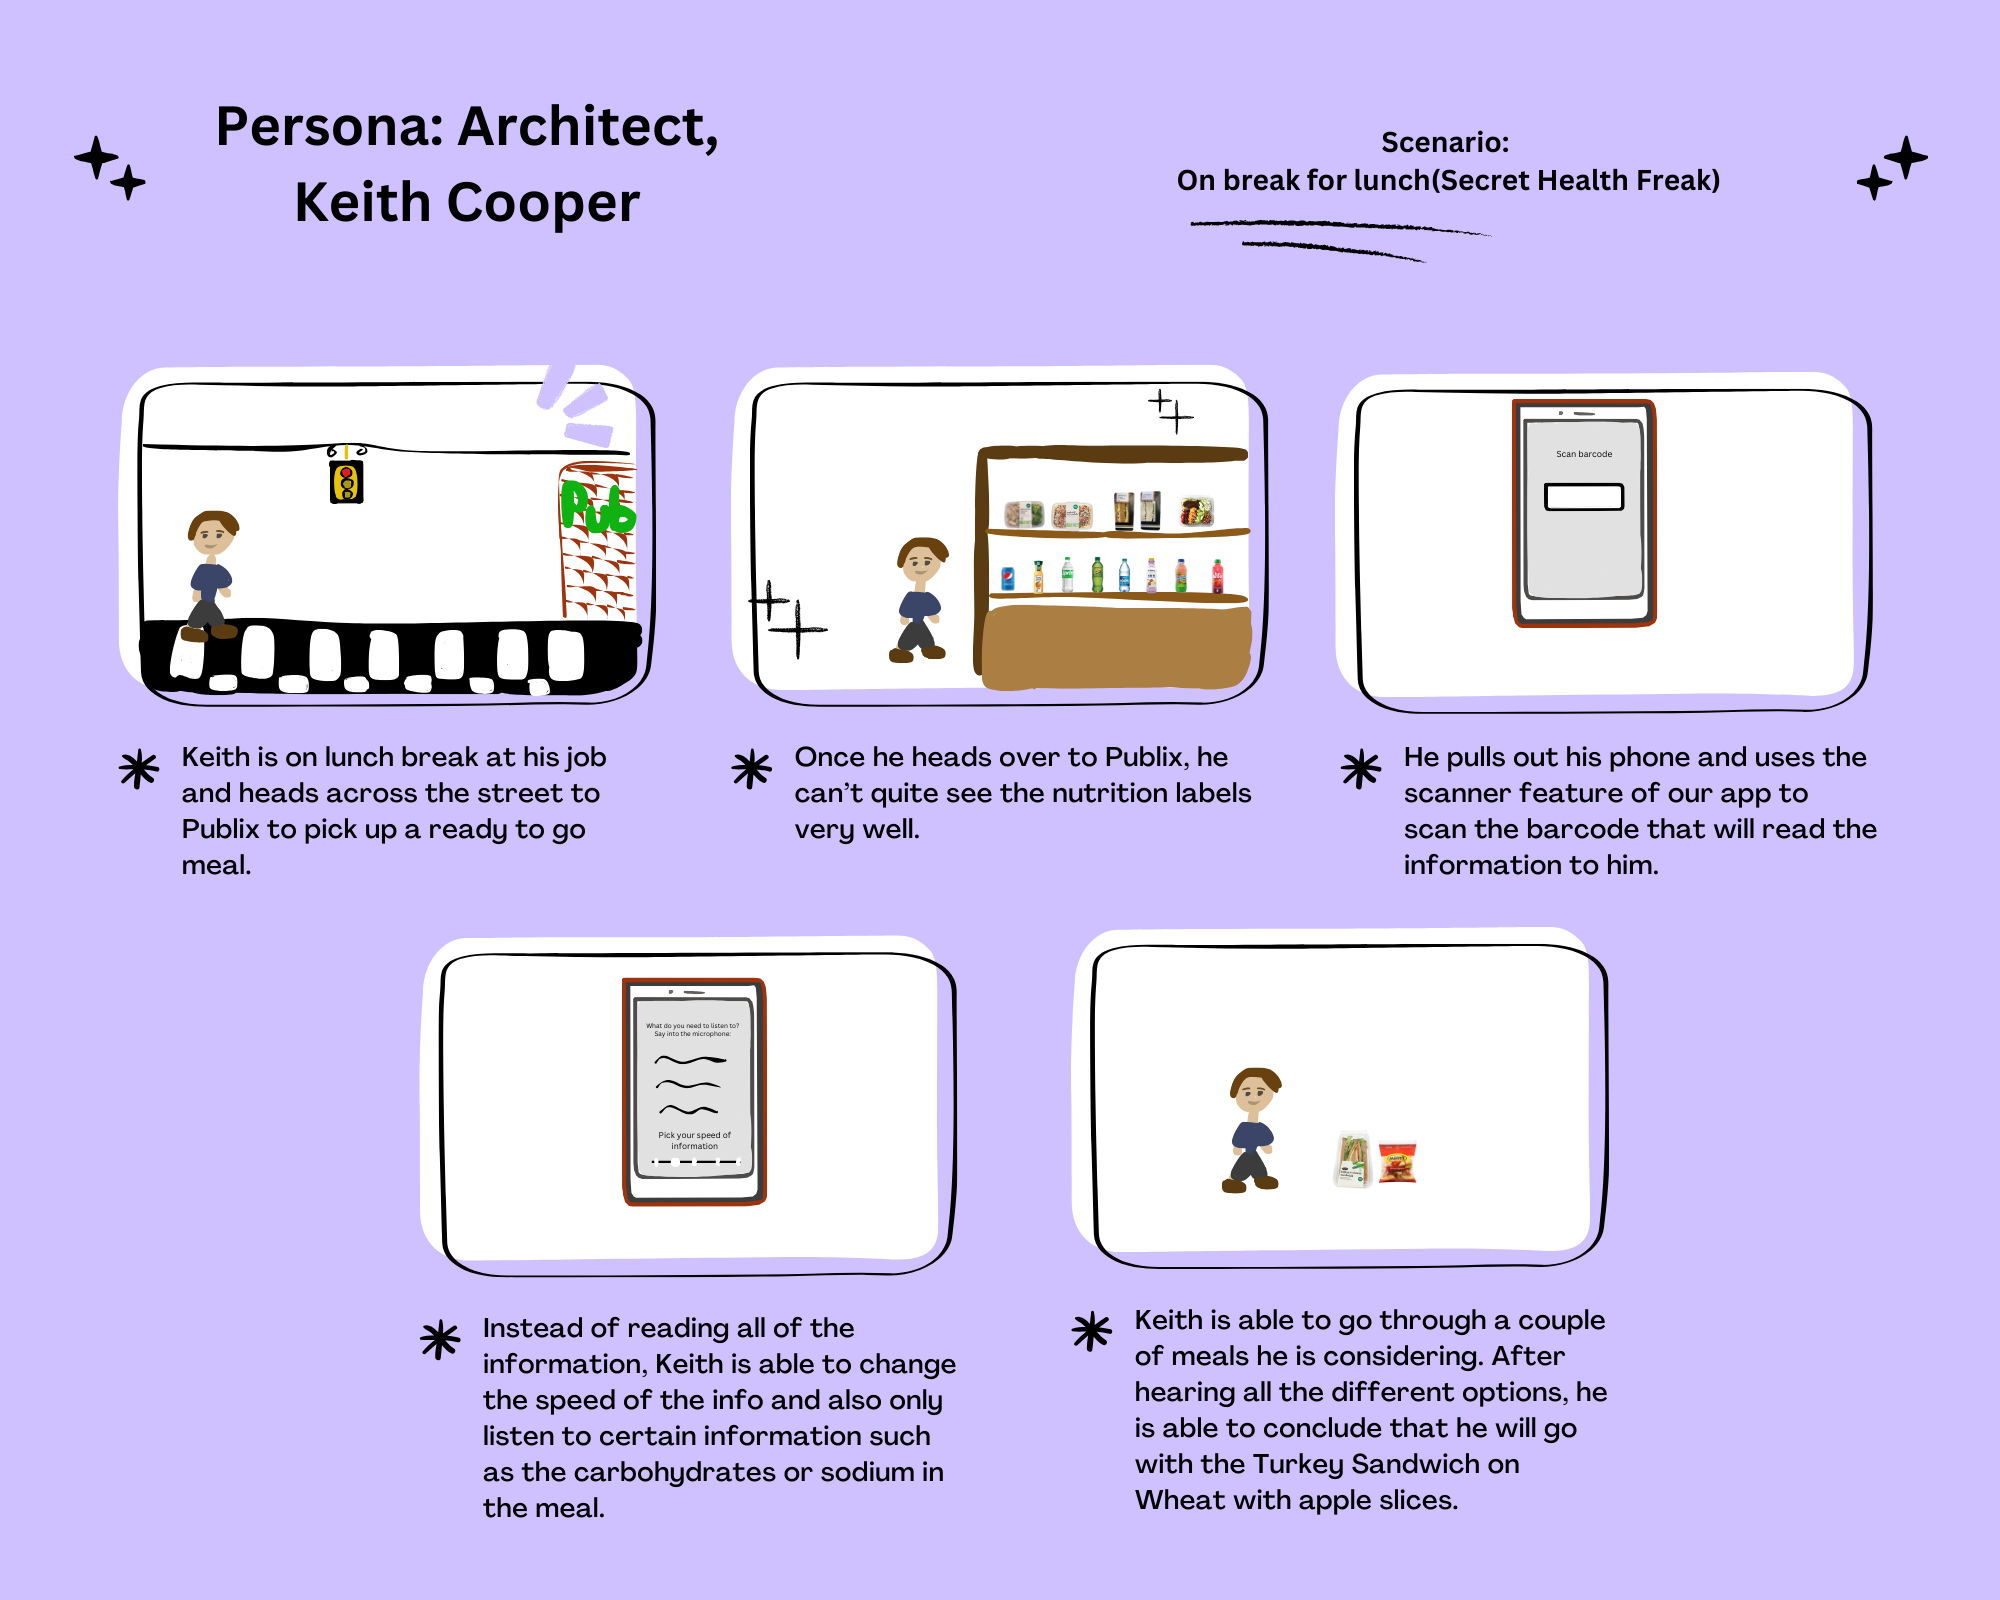 Persona: Architect,
Keith Cooper
Scenario:
On break for lunch(Secret Health Freak)
Pub
Scan barcode
Keith is on lunch break at his job
and heads across the street to
Publix to pick up a ready to go
meal.
Once he heads over to Publix, he
can’t quite see the nutrition labels
very well.
He pulls out his phone and uses the
scanner feature of our app to
scan the barcode that will read the
information to him.
What do you need to listen to?
Say into the microphone:
Pick your speed of
information
Instead of reading all of the
information, Keith is able to change
the speed of the info and also only
listen to certain information such
as the carbohydrates or sodium in
the meal.
Keith is able to go through a couple
of meals he is considering. After
hearing all the different options, he
is able to conclude that he will go
with the Turkey Sandwich on
Wheat with apple slices.